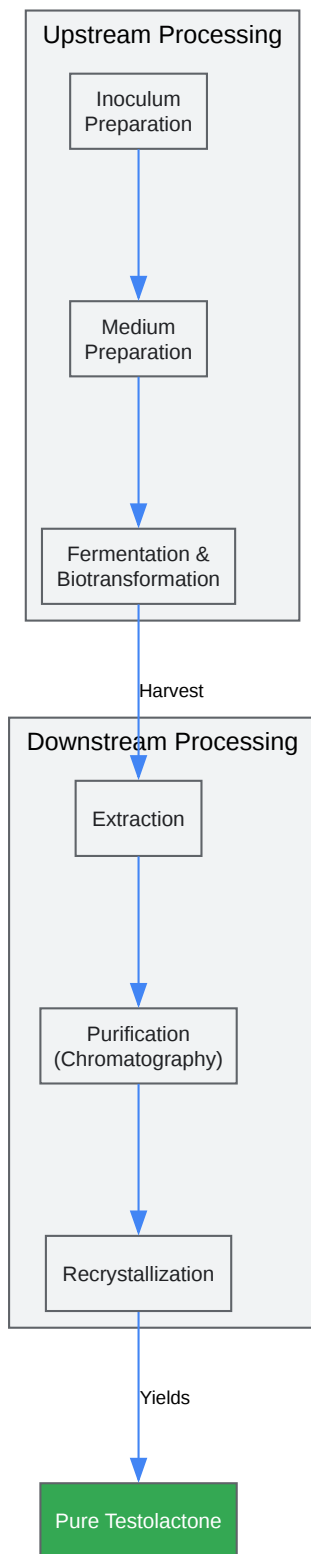 Upstream Processing
Inoculum
Preparation
Medium
Preparation
Fermentation &
Biotransformation
Harvest
Downstream Processing
Extraction
Purification
(Chromatography)
Recrystallization
Yields
Pure Testolactone